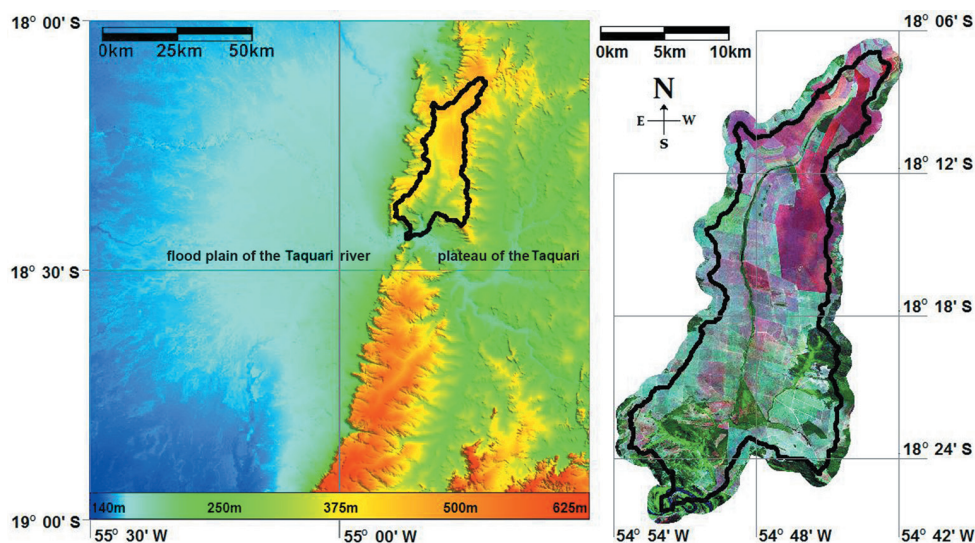 18° 00' S
0km 25km 50km
flood plain of the Taquari river
plateau of the Taquari
18° 30' S
140m 250m 375m 500m 625m
19° 00' S
55° 30' W
55° 00' W
0km 5km 10km
N
E W
S
18° 06' S
18° 12' S
18° 18' S
18° 24' S
54° 54' W
54° 48' W
54° 42' W